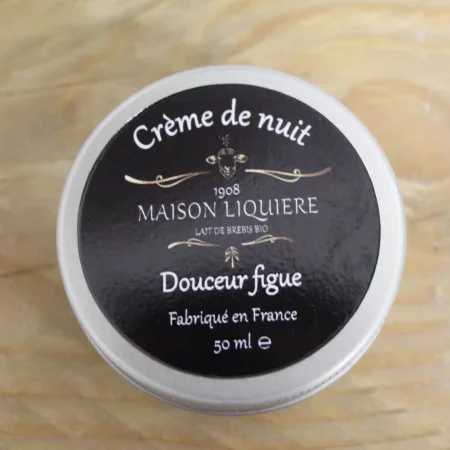 Crème de nuit
1908
MAISON LIQUIERE
LAIT DE BREBIS BIO
Douceur figue
Fabriqué en France
50 ml e